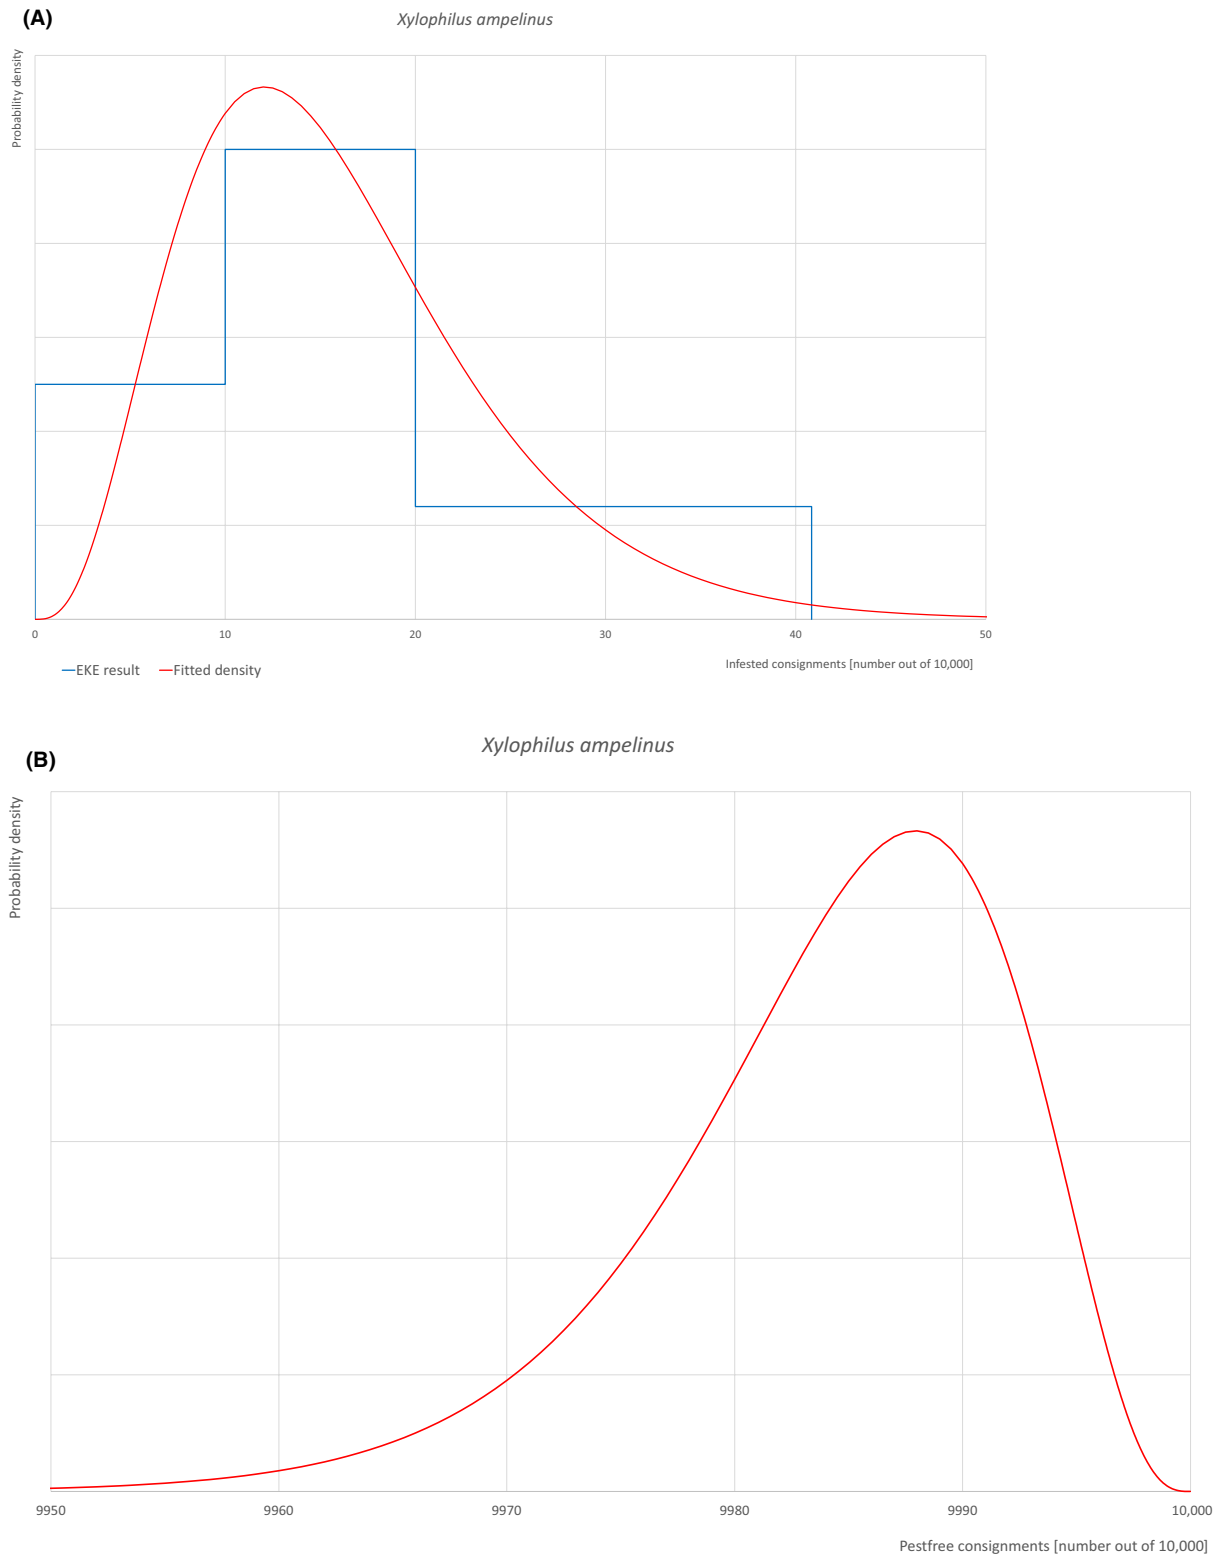 (A)
Xylophilus ampelinus
Probability density
0 10 20 30 40 50
EKE result Fitted density
Infested consignments [number out of 10,000]
Xylophilus ampelinus
(B)
Probability density
9950 9960 9970 9980 9990 10,000
Pestfree consignments [number out of 10,000]